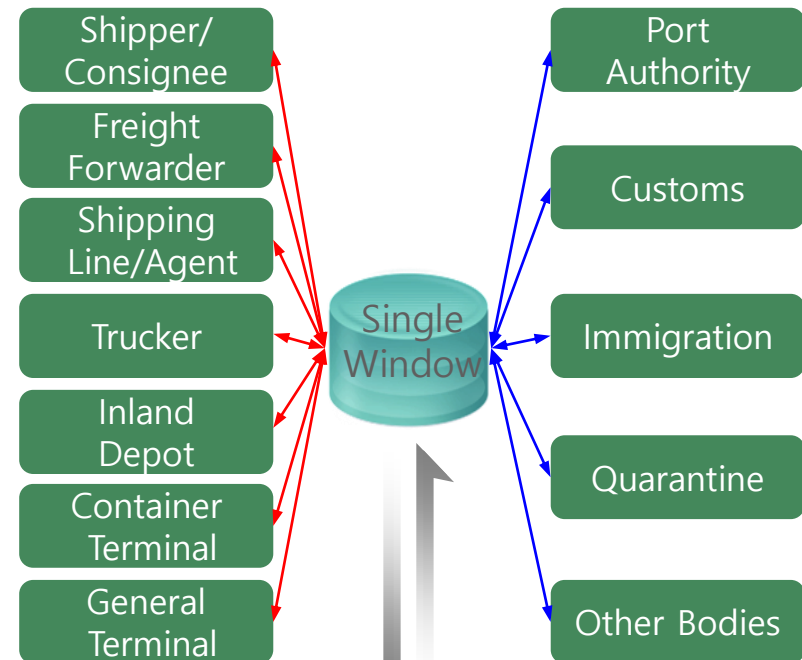 Shipper/
Consignee
Freight
Forwarder
Shipping
Line/Agent
Trucker
Inland
Depot
Container
Terminal
General
Terminal
Single
Window
Port
Authority
Customs
Immigration
Quarantine
Other Bodies